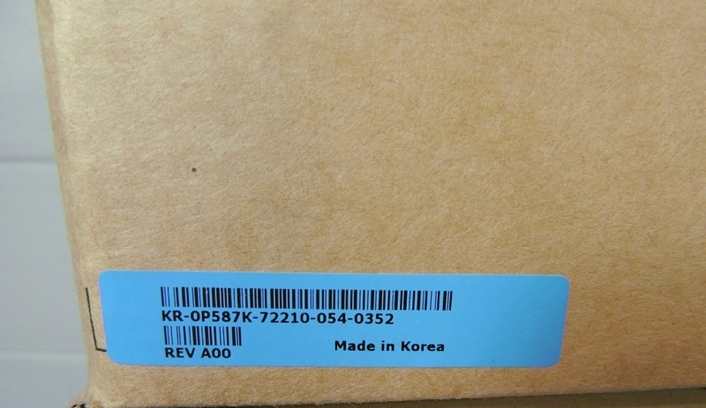 KR-0P587K-72210-054-0352
REV A00
Made in Korea